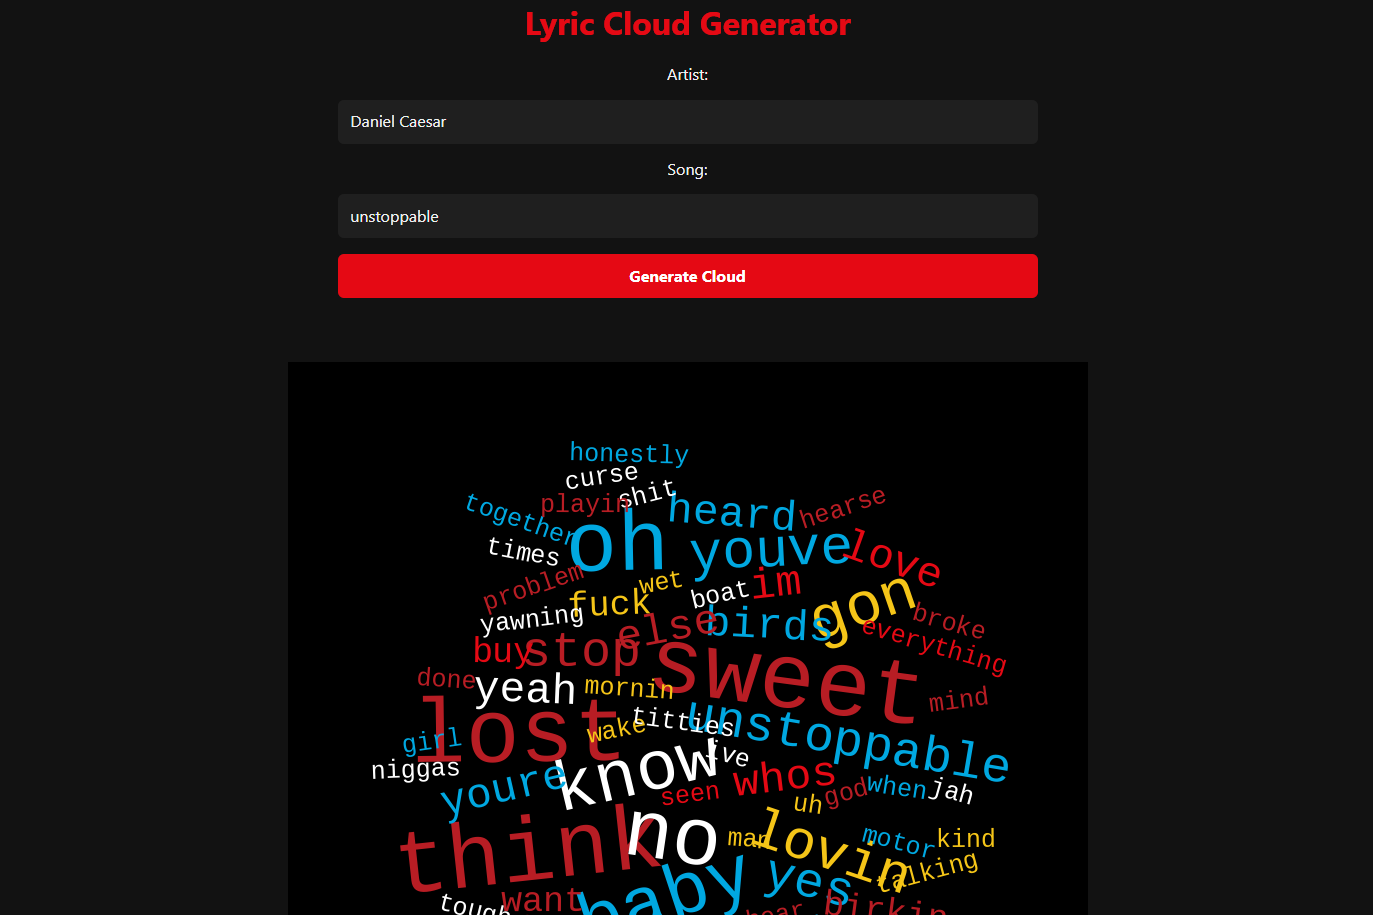 Lyric Cloud Generator
Artist:
Daniel Caesar
Song:
unstoppable
Generate Cloud
honestly
curse
shit
playin
together
heard
hearse
oh
youve
love
times
problem
wet
boat
im
gon
fuck
yawning
else
birds
broke
everything
buy
stop
sweet
done
yeah
mornin
mind
lost
titties
unstoppable
wake
girl
know
ive
niggas
youre
whos
seen
uh
god
when
jah
think
no
man
lovin
motor
kind
talking
baby
yes
want
tough
hear
birkin